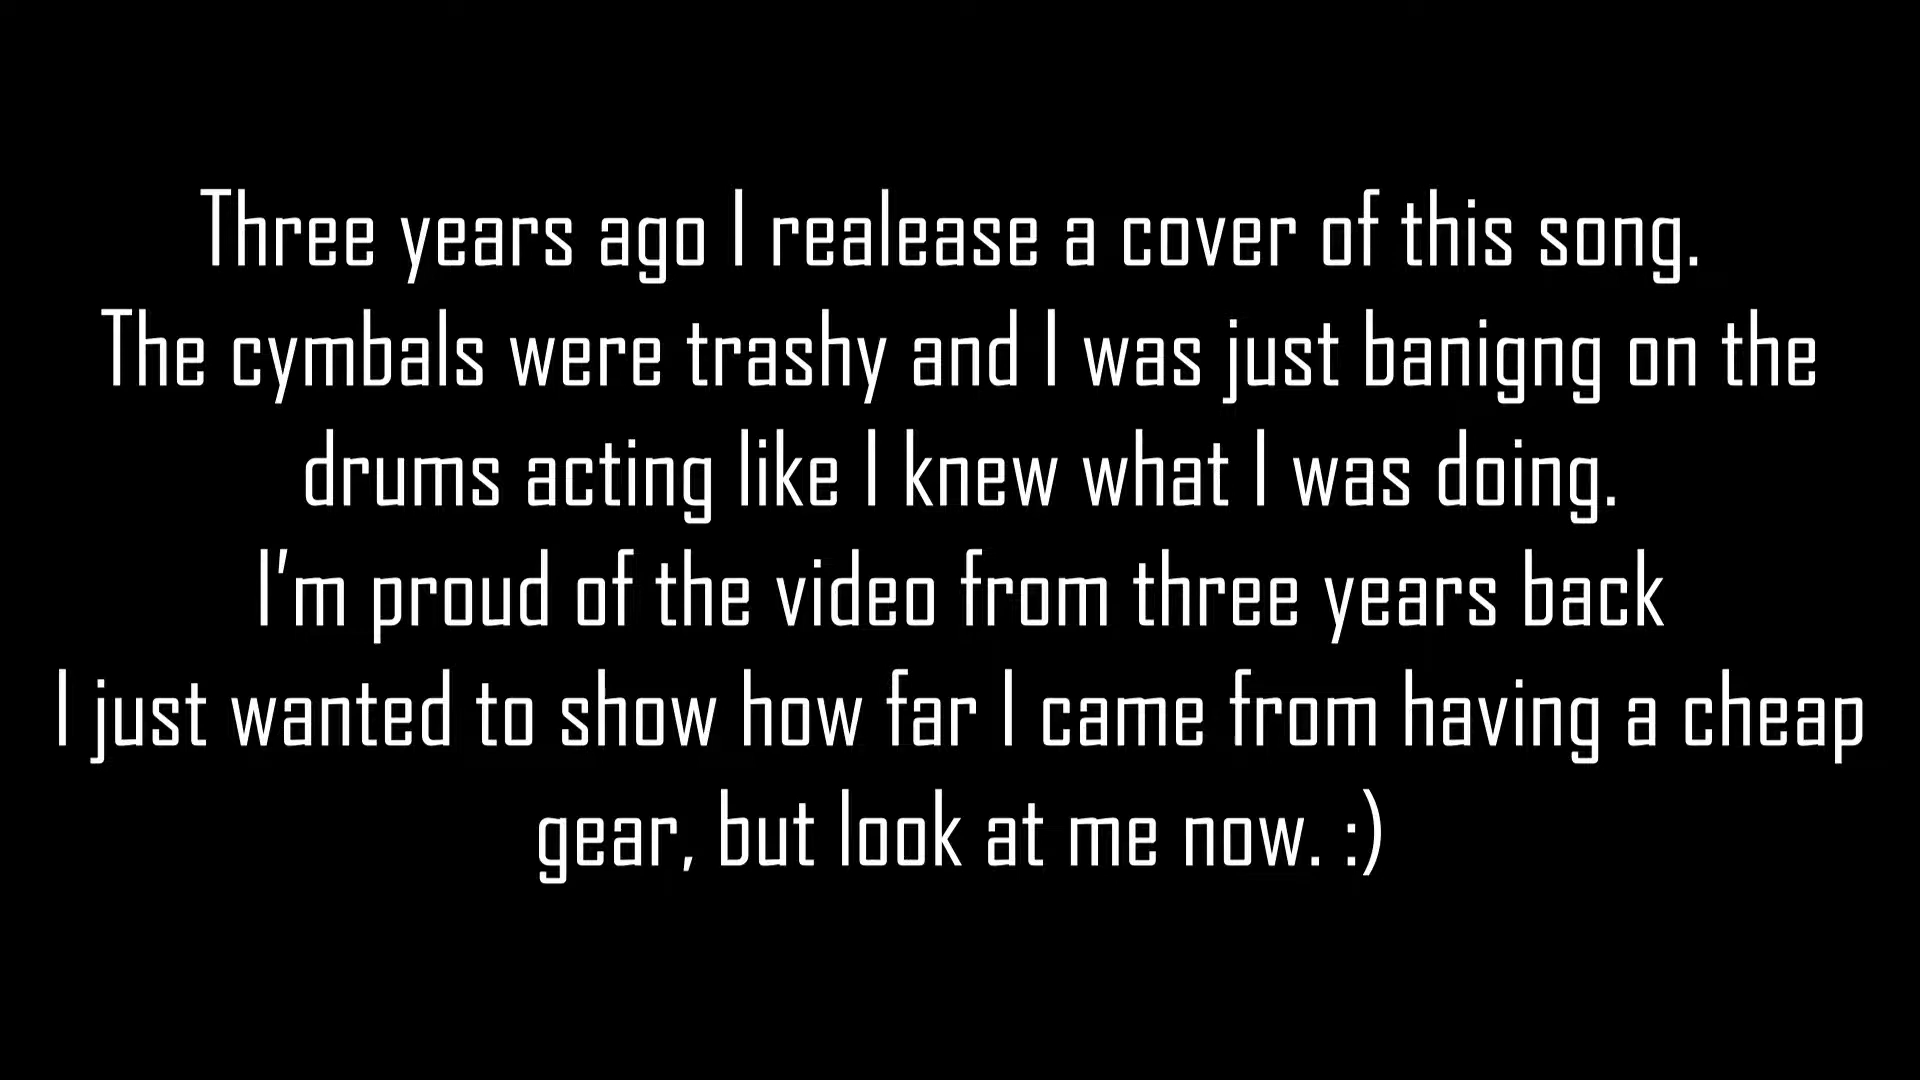 Three years ago I realease a cover of this song.
The cymbals were trashy and I was just banigng on the
drums acting like I knew what I was doing.
I'm proud of the video from three years back
I just wanted to show how far I came from having a cheap
gear, but look at me now. :)